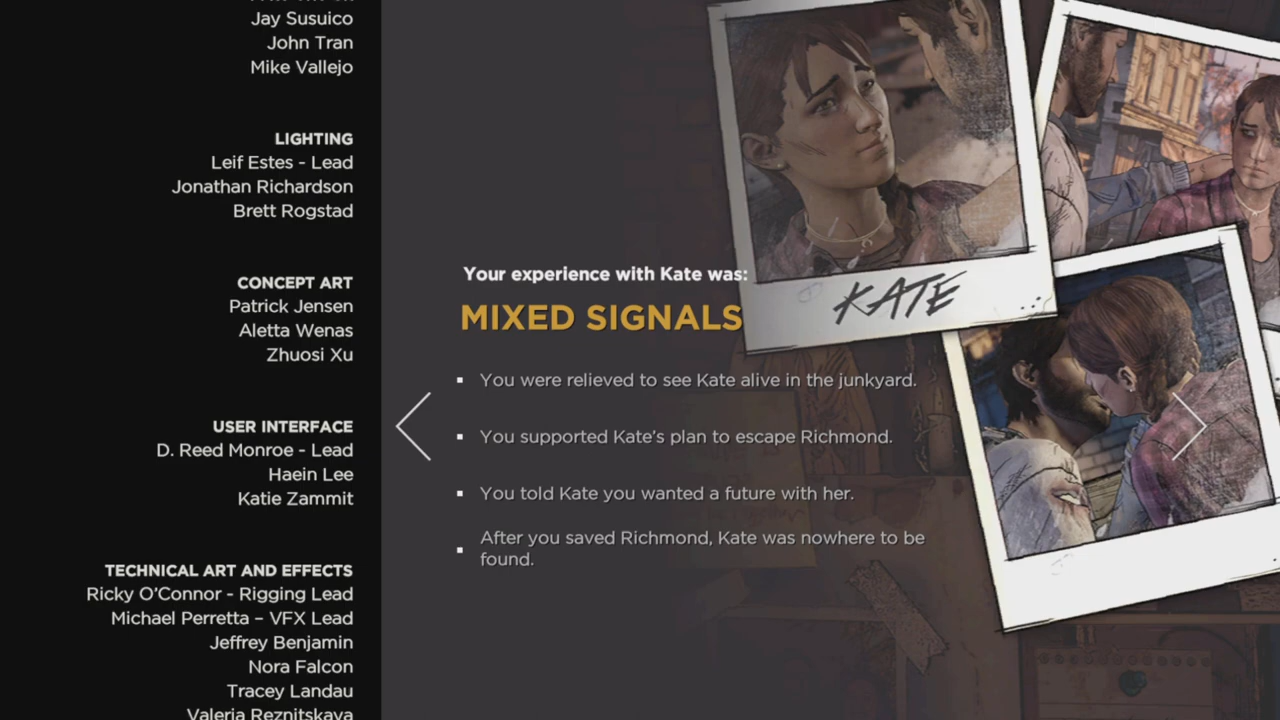 Jay Susuico
John Tran
Mike Vallejo
LIGHTING
Leif Estes - Lead
Jonathan Richardson
Brett Rogstad
CONCEPT ART
Patrick Jensen
Aletta Wenas
Zhuosi Xu
USER INTERFACE
D. Reed Monroe - Lead
Haein Lee
Katie Zammit
TECHNICAL ART AND EFFECTS
Ricky O’Connor - Rigging Lead
Michael Perretta – VFX Lead
Jeffrey Benjamin
Nora Falcon
Tracey Landau
Valeria Reznitskaya
Your experience with Kate was:
MIXED SIGNALS
You were relieved to see Kate alive in the junkyard.
You supported Kate’s plan to escape Richmond.
You told Kate you wanted a future with her.
After you saved Richmond, Kate was nowhere to be
found.
KATE